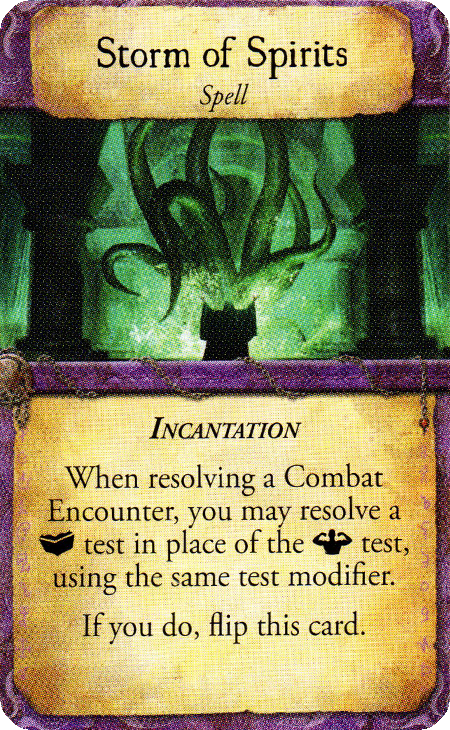 Storm of Spirits
Spell
INCANTATION
When resolving a Combat
Encounter, you may resolve a
test in place of the test,
using the same test modifier.
If you do, flip this card.